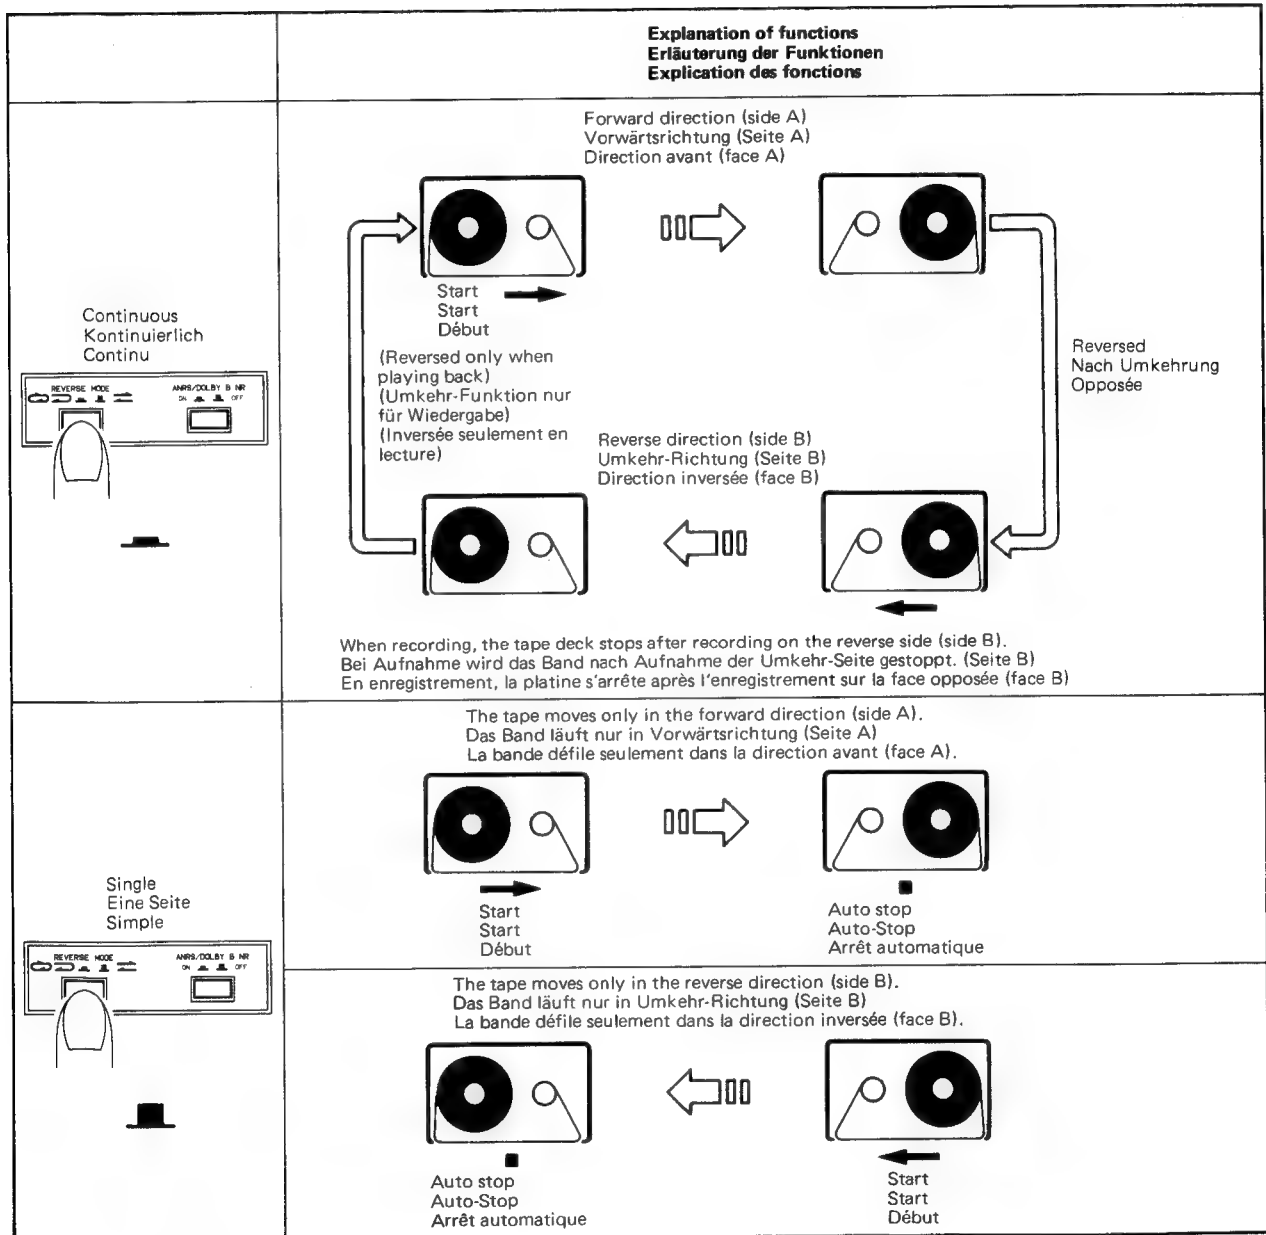 Explanation of functions
Erläuterung der Funktionen
Explication des fonctions
Continuous
Kontinuierlich
Continu
REVERSE MODE
ANRS/DOLBY B NR
ON OFF
Forward direction (side A)
Vorwärtsrichtung (Seite A)
Direction avant (face A)
Start
Start
Début
(Reversed only when
playing back)
(Umkehr-Funktion nur
für Wiedergabe)
(Inversée seulement en
lecture)
Reversed
Nach Umkehrung
Opposée
Reverse direction (side B)
Umkehr-Richtung (Seite B)
Direction inversée (face B)
When recording, the tape deck stops after recording on the reverse side (side B).
Bei Aufnahme wird das Band nach Aufnahme der Umkehr-Seite gestoppt. (Seite B)
En enregistrement, la platine s'arrête après l'enregistrement sur la face opposée (face B)
Single
Eine Seite
Simple
REVERSE MODE
ANRS/DOLBY B NR
ON OFF
The tape moves only in the forward direction (side A).
Das Band läuft nur in Vorwärtsrichtung (Seite A)
La bande défile seulement dans la direction avant (face A).
Start
Start
Début
Auto stop
Auto-Stop
Arrêt automatique
The tape moves only in the reverse direction (side B).
Das Band läuft nur in Umkehr-Richtung (Seite B)
La bande défile seulement dans la direction inversée (face B).
Auto stop
Auto-Stop
Arrêt automatique
Start
Start
Début